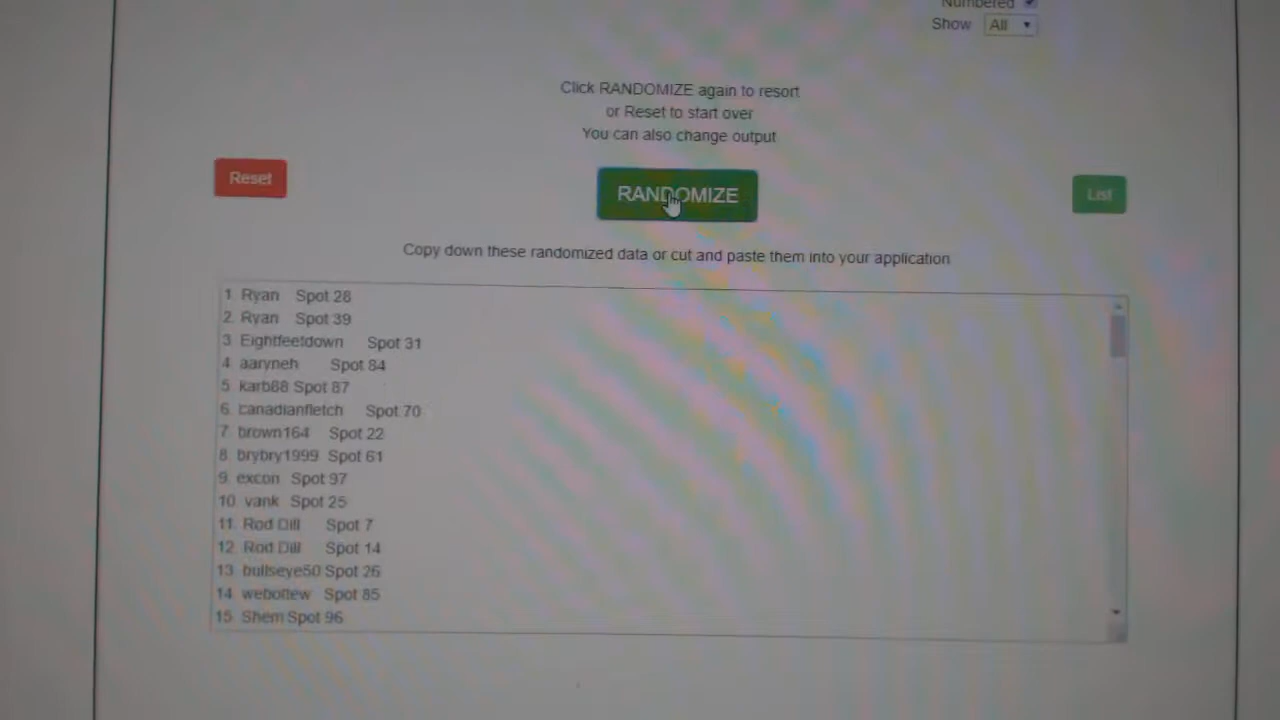 Numbered
Show All
Click RANDOMIZE again to resort
or Reset to start over
You can also change output
Reset
RANDOMIZE
List
Copy down these randomized data or cut and paste them into your application
1. Ryan Spot 28
2. Ryan Spot 39
3. Eightfeetdown Spot 31
4. aaryneh Spot 84
5. karb88 Spot 87
6. canadianfletch Spot 70
7. brown164 Spot 22
8. brybry1999 Spot 61
9. excon Spot 97
10. vank Spot 25
11. Rod Dill Spot 7
12. Rod Dill Spot 14
13. bullseye50 Spot 26
14. webottew Spot 85
15. Shem Spot 96